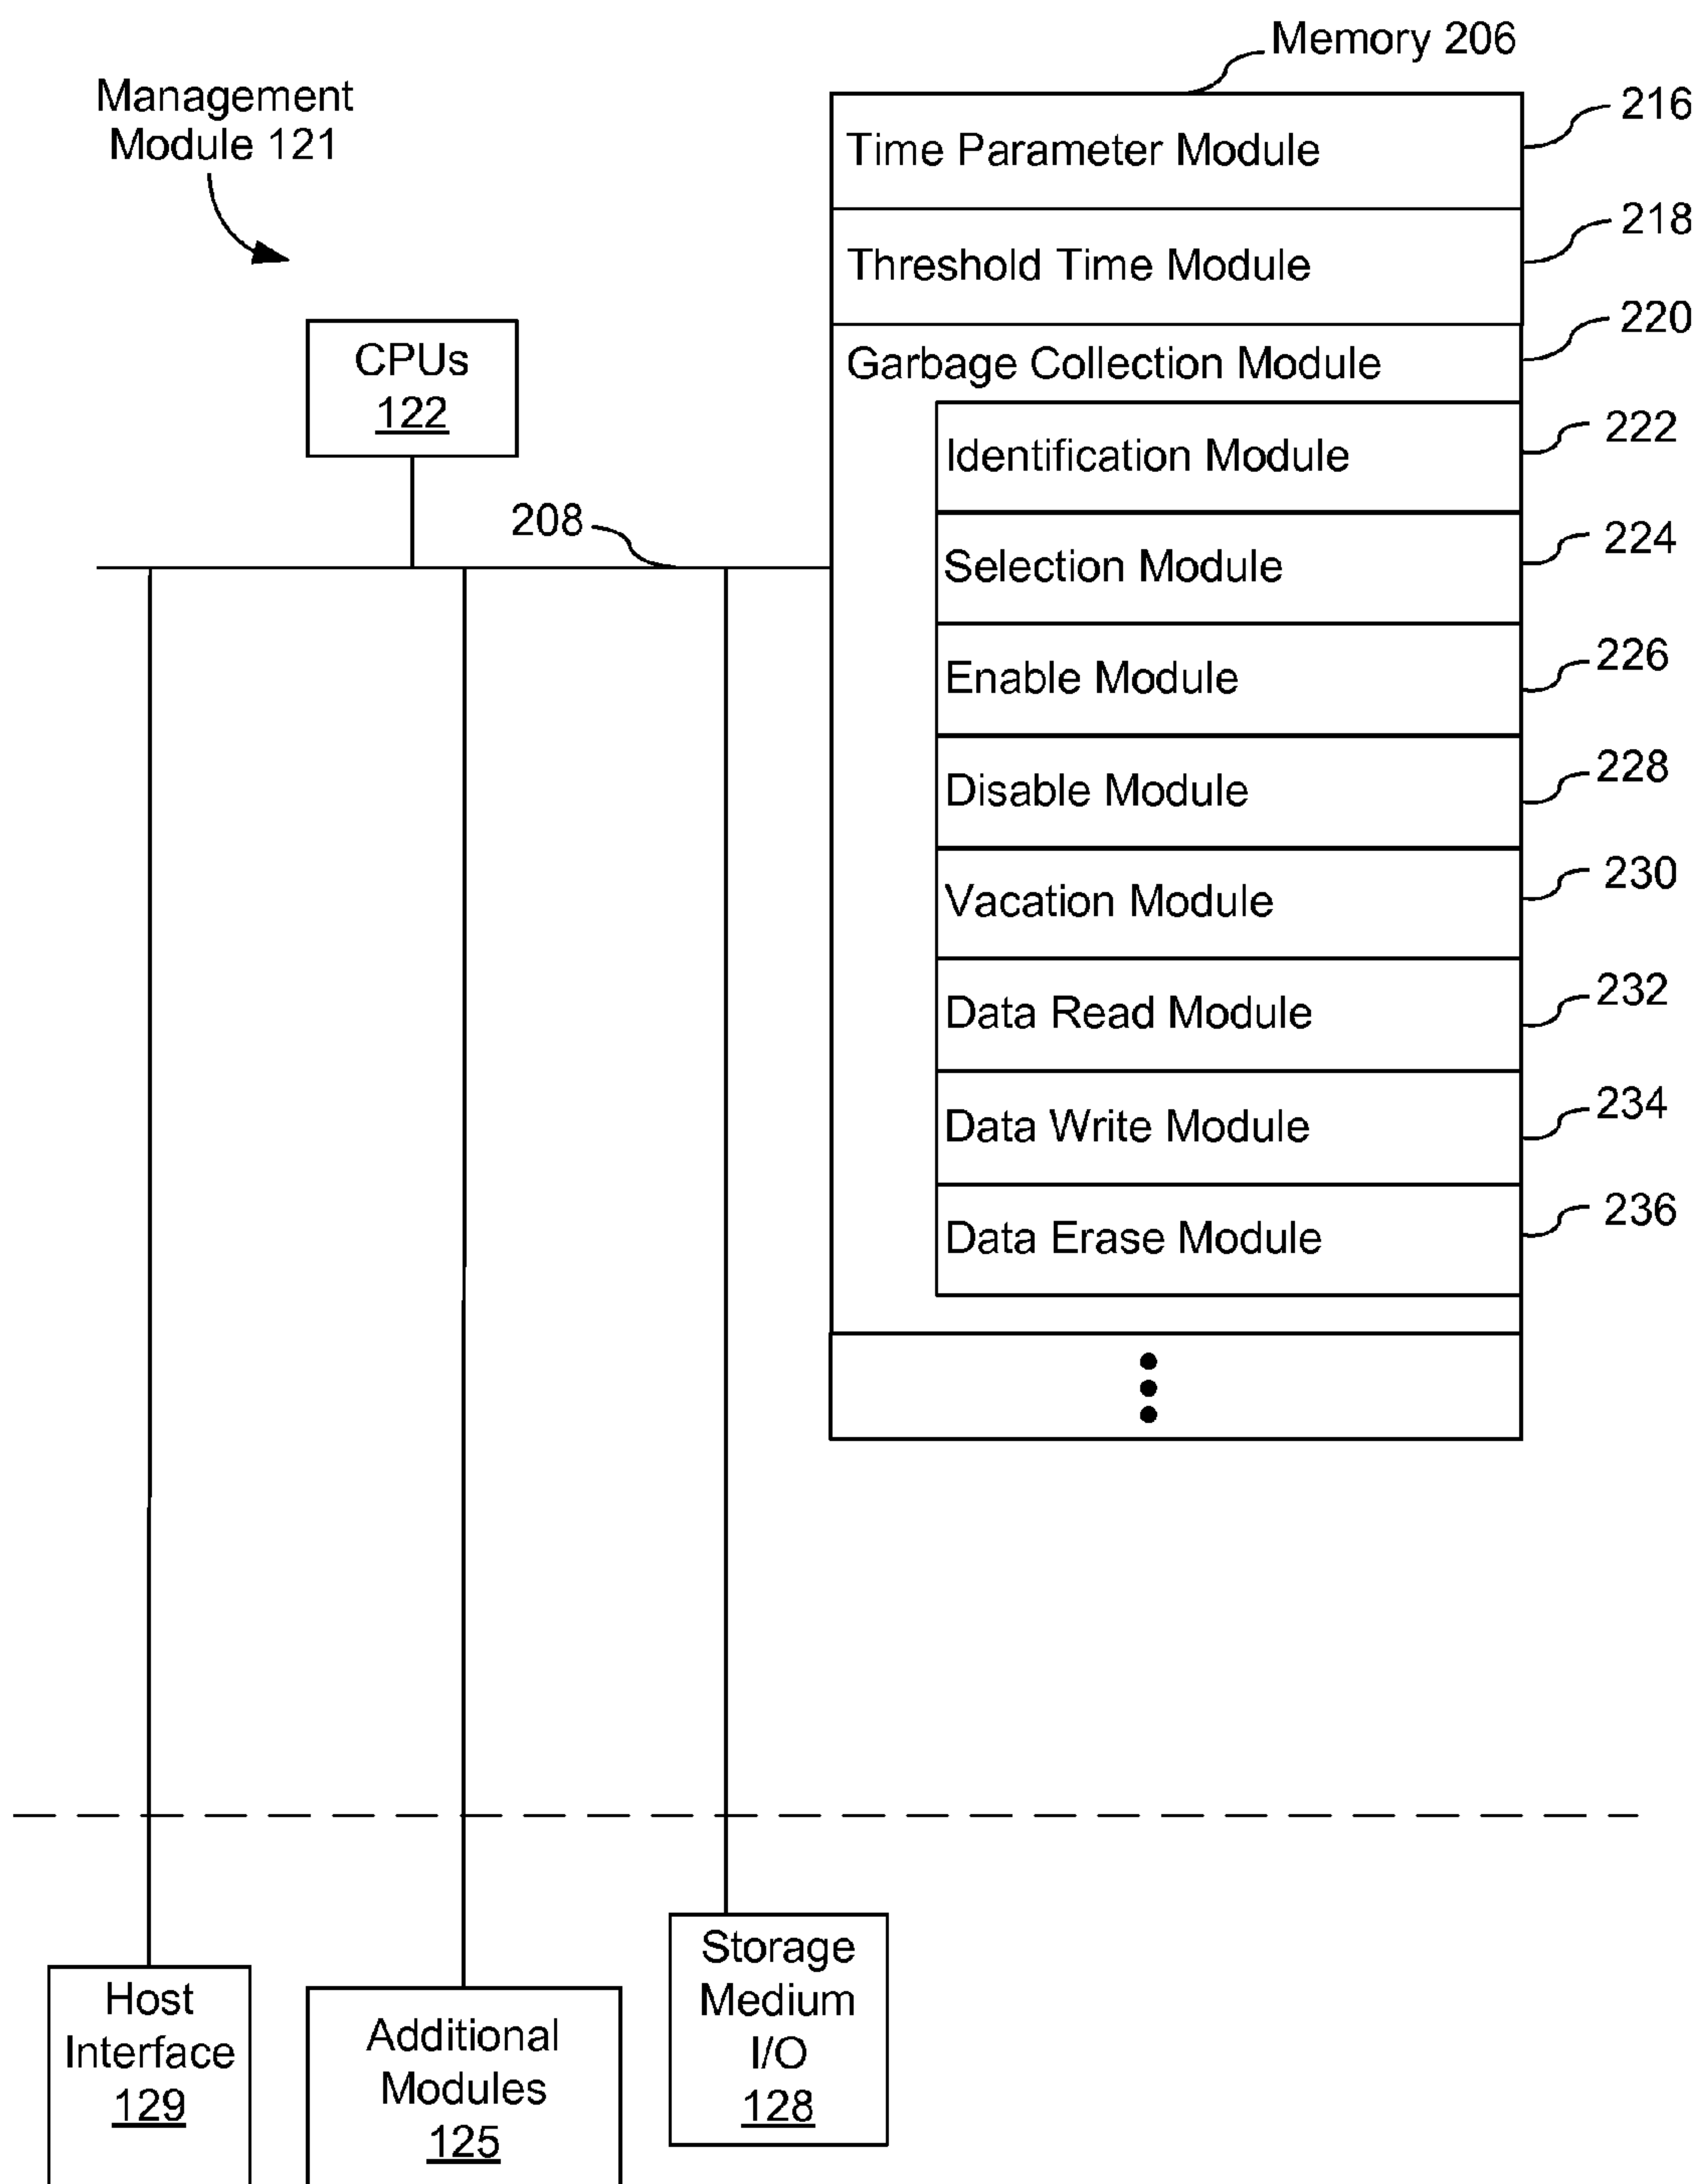 Memory 206
Management
Module 121
Time Parameter Module
216
Threshold Time Module
218
Garbage Collection Module
220
CPUs
122
Identification Module
222
208
Selection Module
224
Enable Module
226
Disable Module
228
Vacation Module
230
Data Read Module
232
Data Write Module
234
Data Erase Module
236
Host
Interface
129
Additional
Modules
125
Storage
Medium
I/O
128